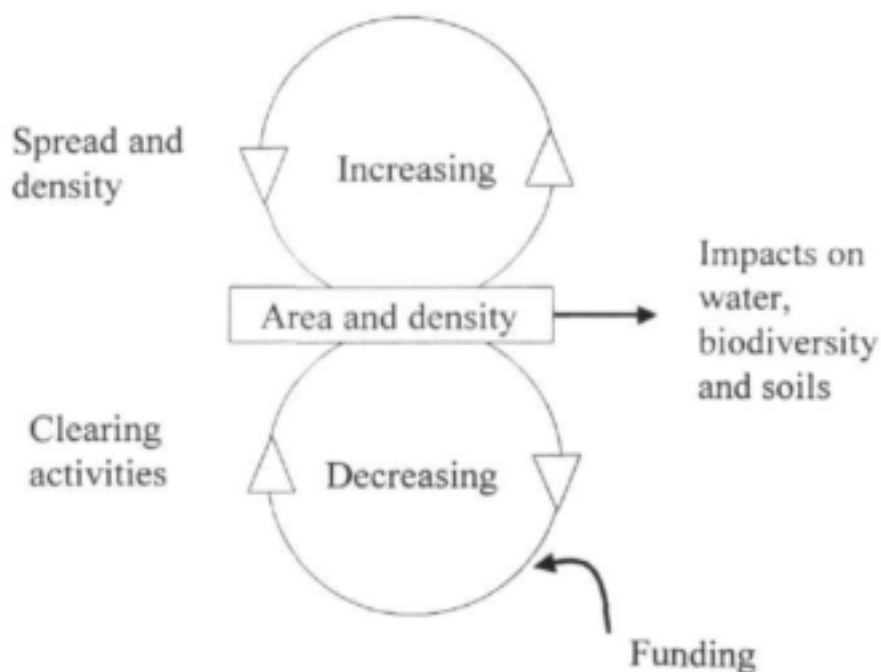 Spread and
density
Increasing
Area and density
Impacts on
water,
biodiversity
and soils
Clearing
activities
Decreasing
Funding